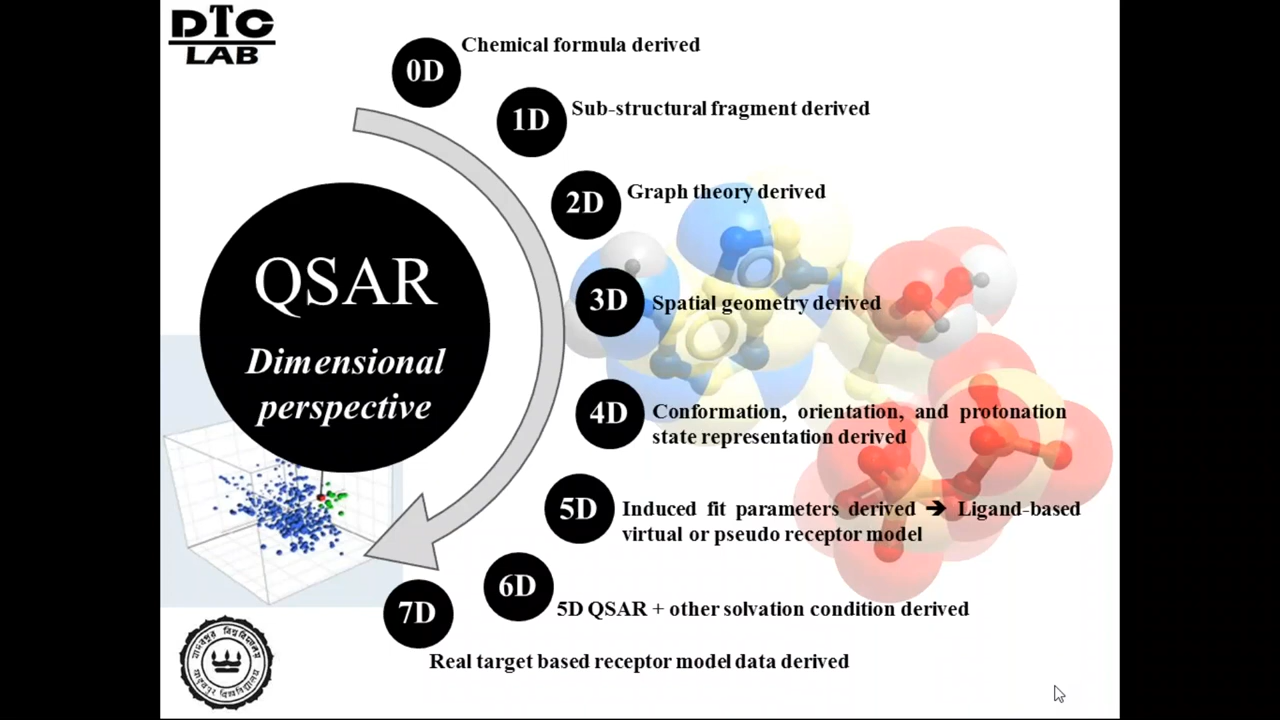 DTC
LAB
0D
Chemical formula derived
1D
Sub-structural fragment derived
2D
Graph theory derived
QSAR
Dimensional
perspective
3D
Spatial geometry derived
4D
Conformation, orientation, and protonation
state representation derived
5D
Induced fit parameters derived ➔ Ligand-based
virtual or pseudo receptor model
6D
5D QSAR + other solvation condition derived
7D
Real target based receptor model data derived
যাদবপুর বিশ্ববিদ্যালয়